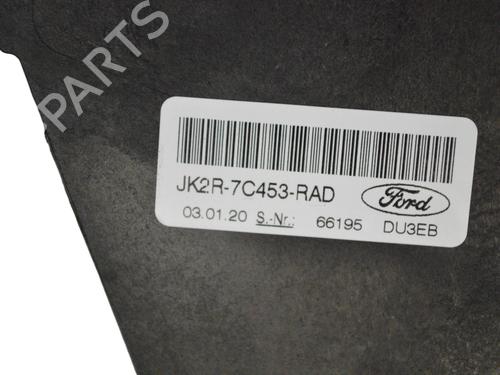 PARTS
JK2R-7C453-RAD
Ford
03.01.20 S.-Nr.: 66195 DU3EB